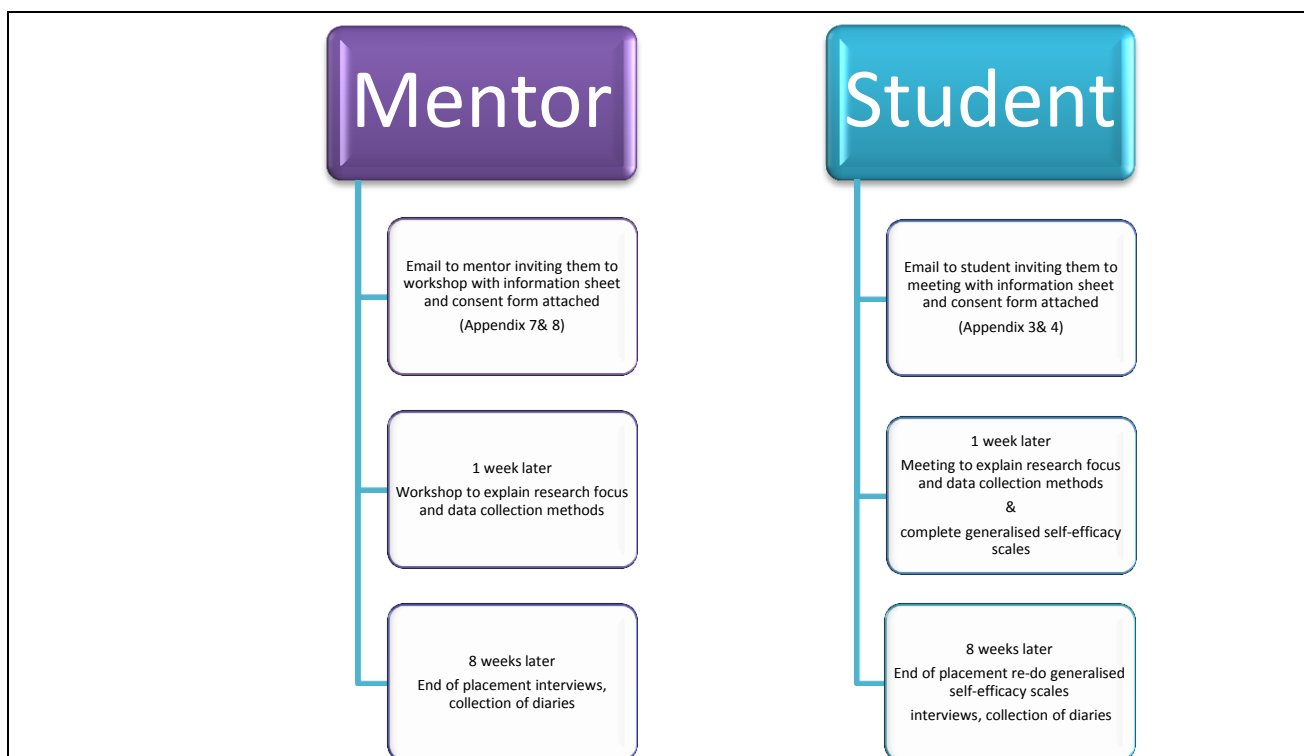 Mentor
Email to mentor inviting them to
workshop with information sheet
and consent form attached
(Appendix 7& 8)
1 week later
Workshop to explain research focus
and data collection methods
8 weeks later
End of placement interviews,
collection of diaries
Student
Email to student inviting them to
meeting with information sheet
and consent form attached
(Appendix 3& 4)
1 week later
Meeting to explain research focus
and data collection methods
&
complete generalised self-efficacy
scales
8 weeks later
End of placement re-do generalised
self-efficacy scales
interviews, collection of diaries